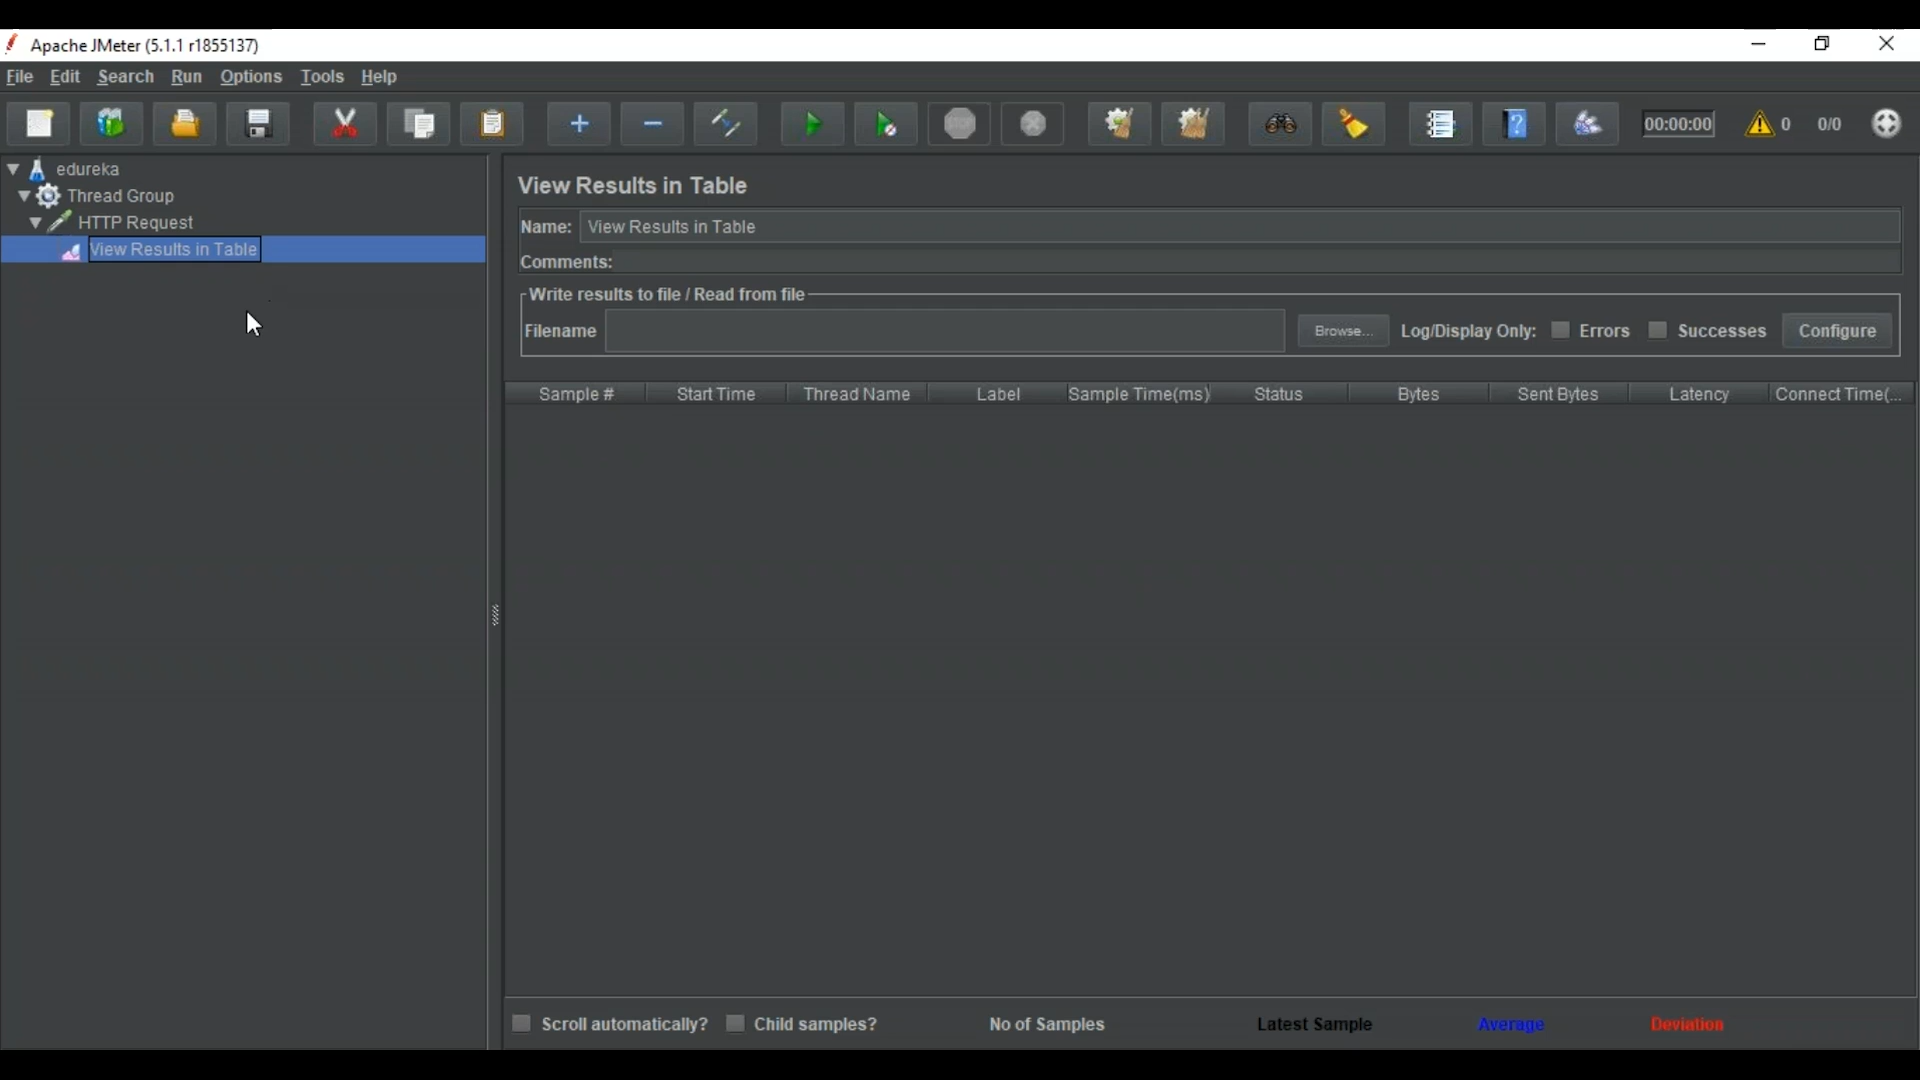 Apache JMeter (5.1.1 r1855137)
File Edit Search Run Options Tools Help
00:00:00 0 0/0
edureka
Thread Group
HTTP Request
View Results in Table
View Results in Table
Name: View Results in Table
Comments:
Write results to file / Read from file
Filename Browse... Log/Display Only: Errors Successes Configure
Sample # Start Time Thread Name Label Sample Time(ms) Status Bytes Sent Bytes Latency Connect Time(...
Scroll automatically? Child samples? No of Samples Latest Sample Average Deviation